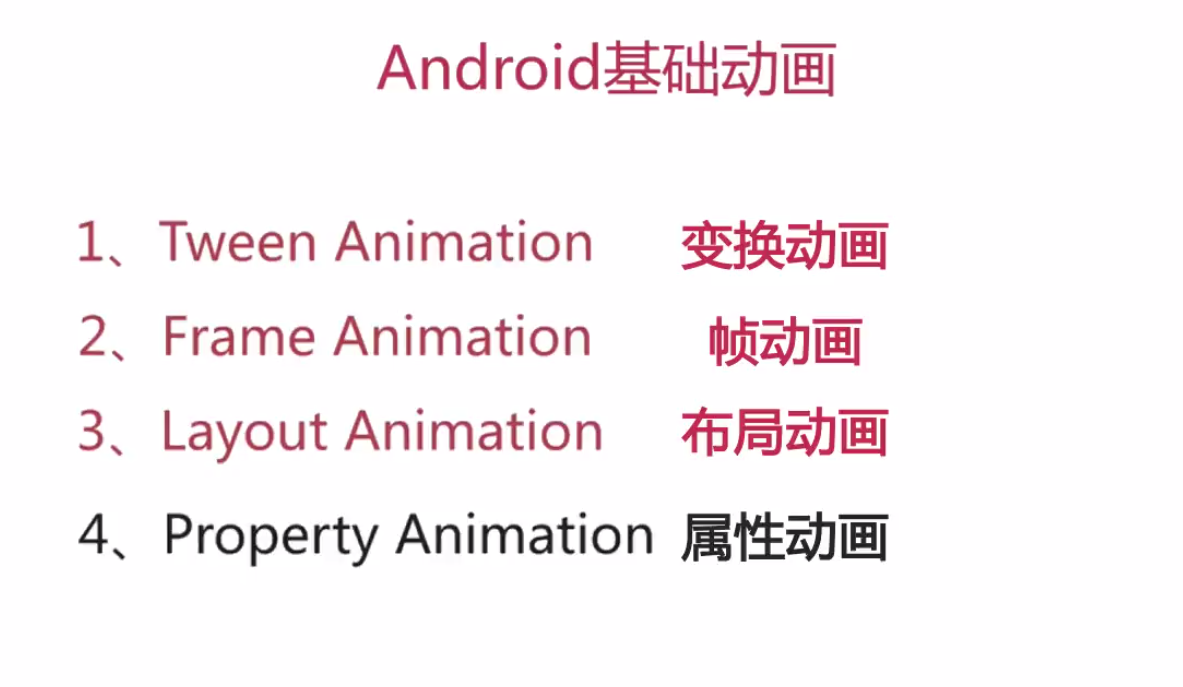 Android基础动画
1、Tween Animation 变换动画
2、Frame Animation 帧动画
3、Layout Animation 布局动画
4、Property Animation 属性动画